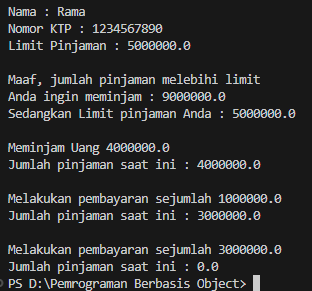 Nama : Rama
Nomor KTP : 1234567890
Limit Pinjaman : 5000000.0
Maaf, jumlah pinjaman melebihi limit
Anda ingin meminjam : 9000000.0
Sedangkan Limit pinjaman Anda : 5000000.0
Meminjam Uang 4000000.0
Jumlah pinjaman saat ini : 4000000.0
Melakukan pembayaran sejumlah 1000000.0
Jumlah pinjaman saat ini : 3000000.0
Melakukan pembayaran sejumlah 3000000.0
Jumlah pinjaman saat ini : 0.0
PS D:\Pemrograman Berbasis Object>